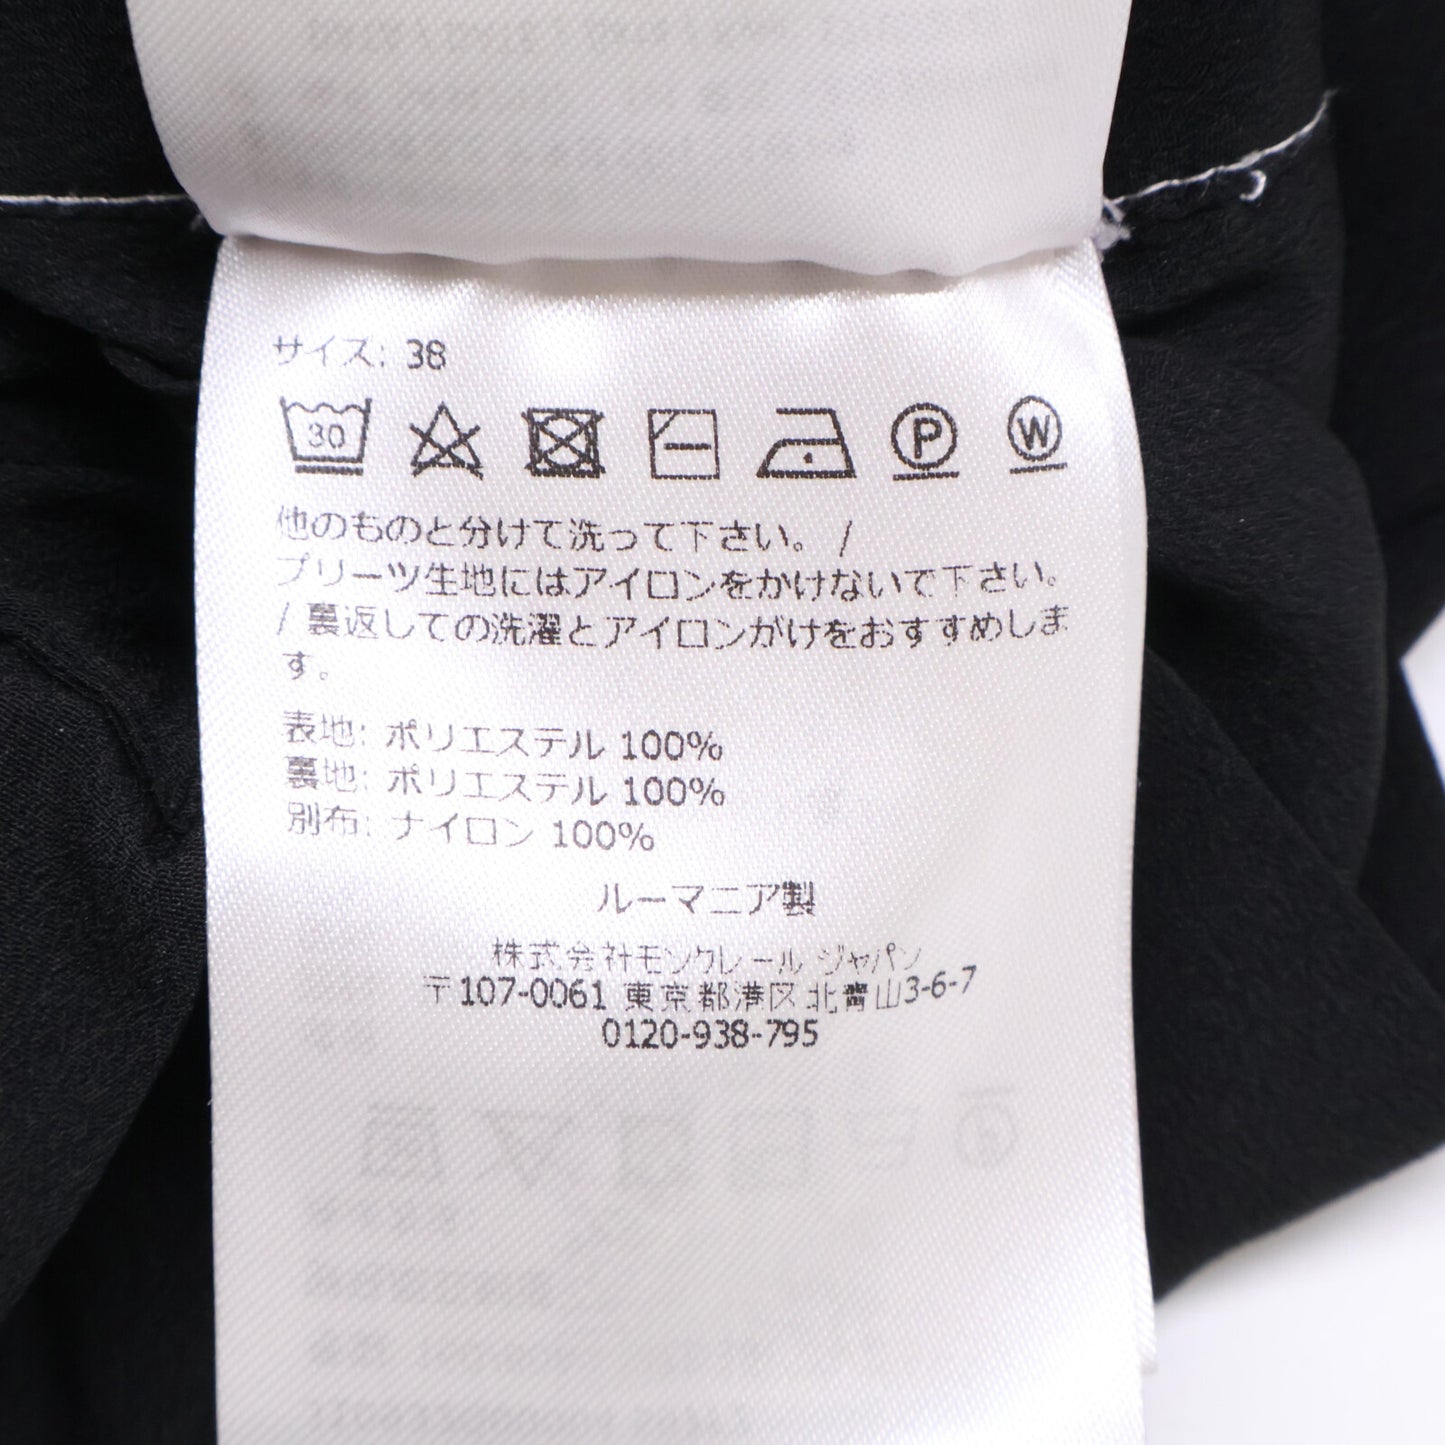 サイズ: 38
30
P
W
他のものと分けて洗って下さい。 /
プリーツ生地にはアイロンをかけないで下さい。
/ 裏返しての洗濯とアイロンがけをおすすめしま
す。
表地: ポリエステル 100%
裏地: ポリエステル 100%
別布: ナイロン 100%
ルーマニア製
株式会社モンクレール ジャパン
〒107-0061 東京都港区北青山3-6-7
0120-938-795